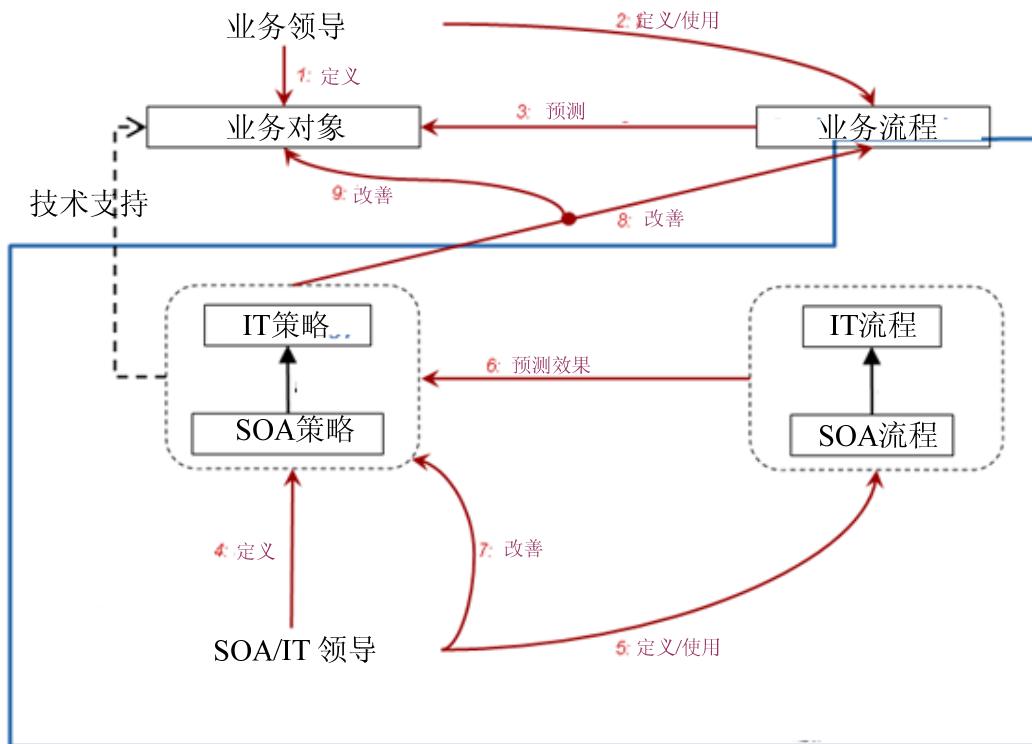 业务领导
2: 定义/使用
1: 定义
业务对象
3: 预测
业务流程
9: 改善
8: 改善
技术支持
IT策略
IT流程
6: 预测效果
SOA策略
SOA流程
4: 定义
7: 改善
SOA/IT 领导
5: 定义/使用